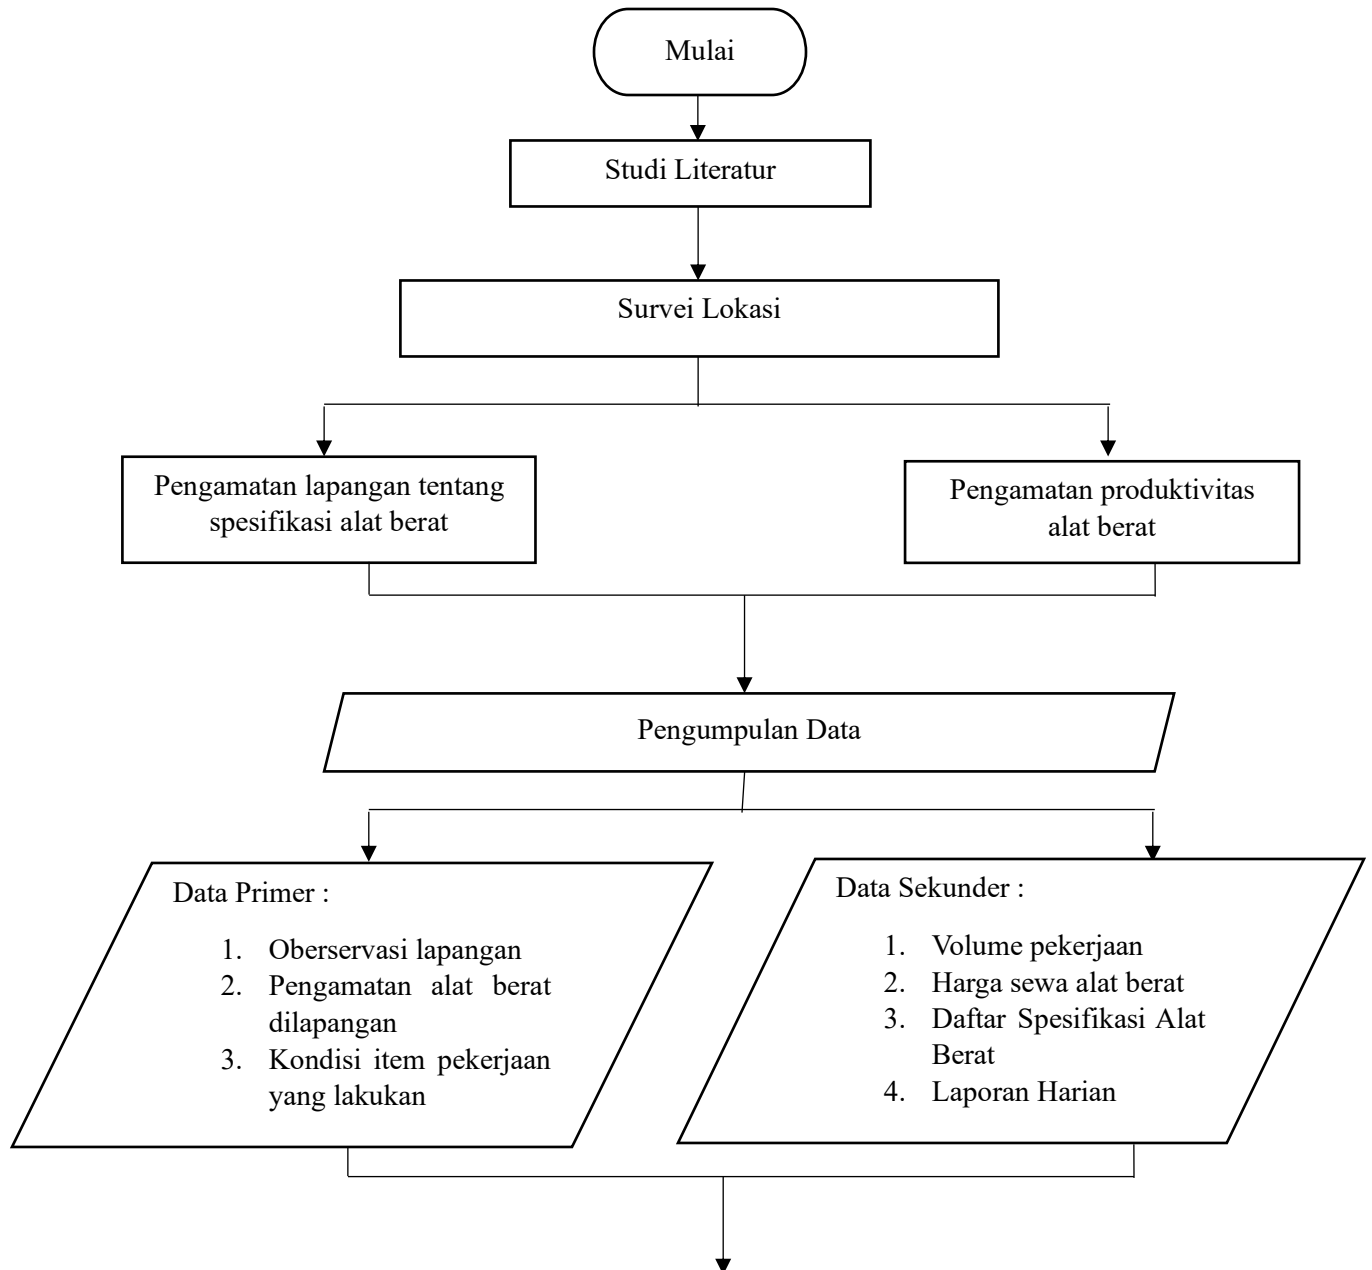 Mulai
Studi Literatur
Survei Lokasi
Pengamatan lapangan tentang
spesifikasi alat berat
Pengamatan produktivitas
alat berat
Pengumpulan Data
Data Primer :
1. Oberservasi lapangan
2. Pengamatan alat berat
dilapangan
3. Kondisi item pekerjaan
yang lakukan
Data Sekunder :
1. Volume pekerjaan
2. Harga sewa alat berat
3. Daftar Spesifikasi Alat
Berat
4. Laporan Harian